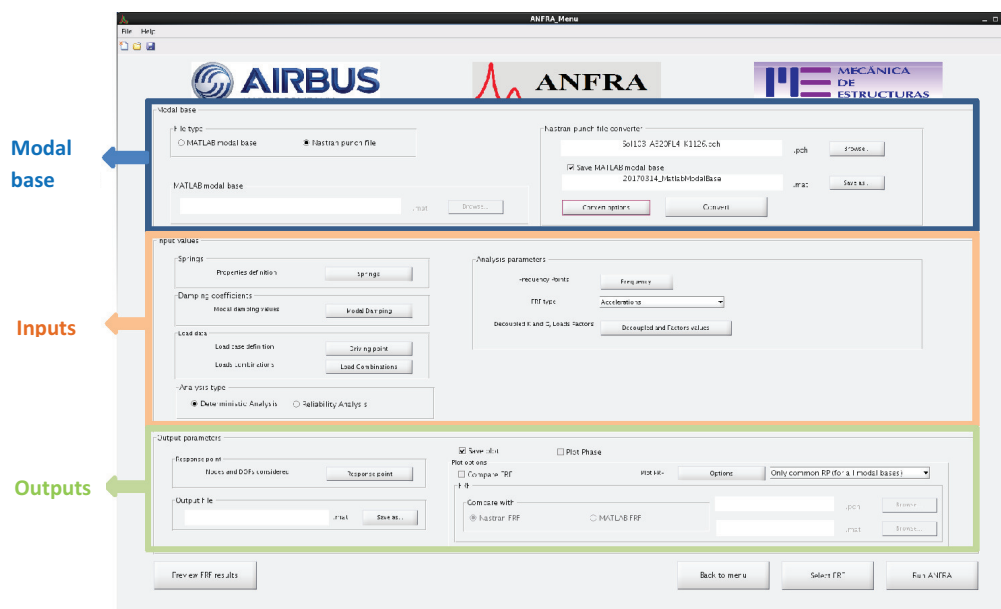 ANFRA_Menu
File Help
AIRBUS
ANFRA
MECÁNICA
DE
ESTRUCTURAS
Modal base
Modal base
File type
MATLAB modal base
Nastran punch file
MATLAB modal base
.mat
Browse...
Nastran punch file converter
.pch
Browse...
Save MATLAB modal base
20170314_MatlabModalBase
.mat
Save as...
Convert options
Convert
Inputs
Input values
Springs
Properties definition
Springs
Damping coefficients
Modal damping values
Modal Damping
Load data
Load case definition
Driving point
Loads combinations
Load Combinations
Analysis type
Deterministic Analysis
Reliability Analysis
Analysis parameters
Frequency Points
Frequency
FRF type
Accelerations
Decoupled K and C, Loads Factors
Decoupled and Factors values
Outputs
Output parameters
Response point
Nodes and DOFs considered
Response point
Output File
.mat
Save as...
Save plot
Plot Phase
Plot options
Compare FRF
Plot FRF
Options
Only common RP (for all modal bases)
FRF
Compare with
Nastran FRF
MATLAB FRF
.pch
Browse...
.mat
Browse...
Preview FRF results
Back to menu
Select FRF
Run ANFRA